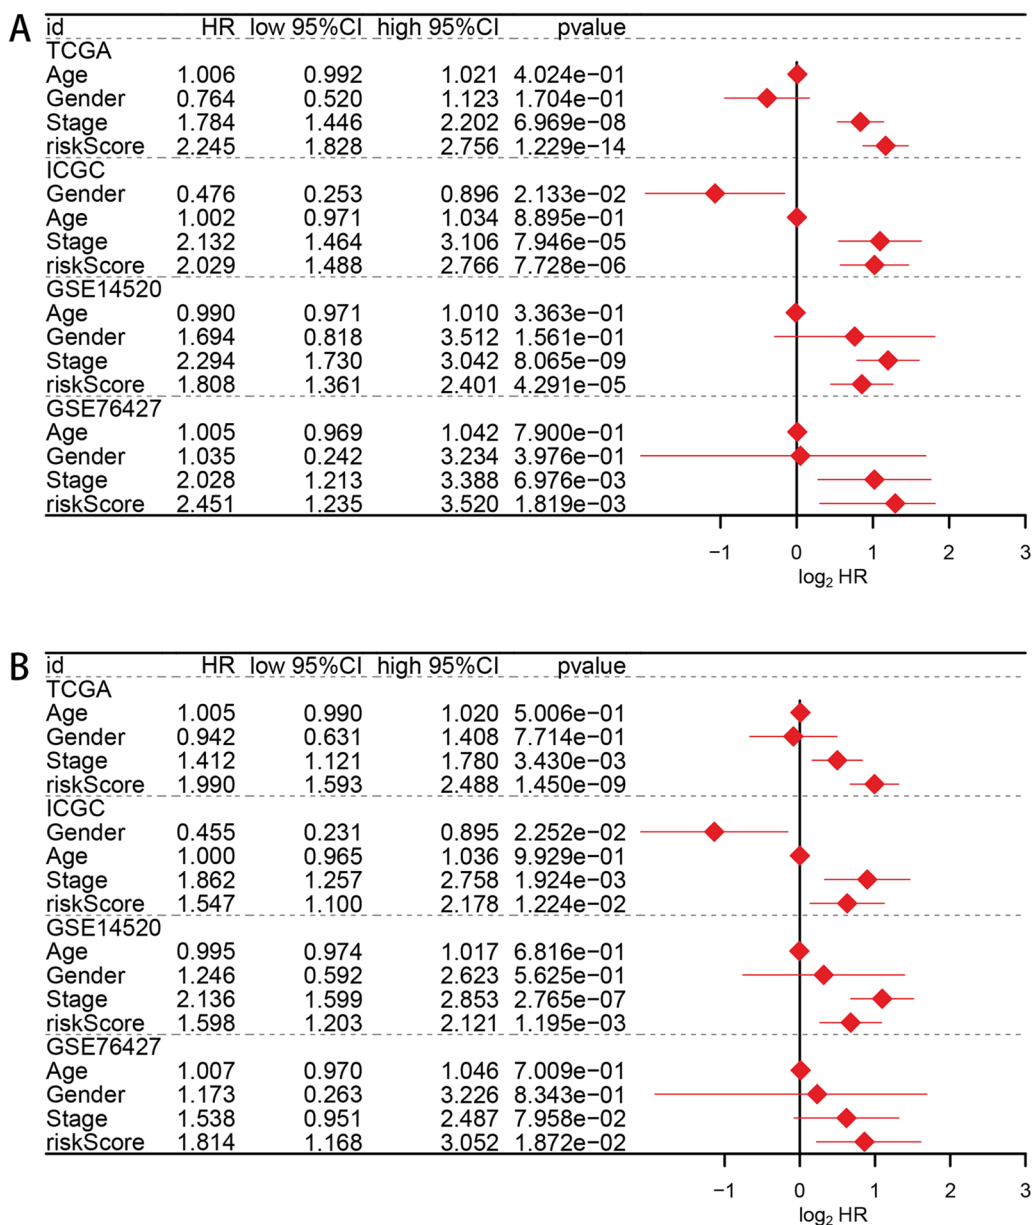 A
id HR low 95%CI high 95%CI pvalue
TCGA
Age 1.006 0.992 1.021 4.024e−01
Gender 0.764 0.520 1.123 1.704e−01
Stage 1.784 1.446 2.202 6.969e−08
riskScore 2.245 1.828 2.756 1.229e−14
ICGC
Gender 0.476 0.253 0.896 2.133e−02
Age 1.002 0.971 1.034 8.895e−01
Stage 2.132 1.464 3.106 7.946e−05
riskScore 2.029 1.488 2.766 7.728e−06
GSE14520
Age 0.990 0.971 1.010 3.363e−01
Gender 1.694 0.818 3.512 1.561e−01
Stage 2.294 1.730 3.042 8.065e−09
riskScore 1.808 1.361 2.401 4.291e−05
GSE76427
Age 1.005 0.969 1.042 7.900e−01
Gender 1.035 0.242 3.234 3.976e−01
Stage 2.028 1.213 3.388 6.976e−03
riskScore 2.451 1.235 3.520 1.819e−03
−1 0 1 2 3
log₂ HR
B
id HR low 95%CI high 95%CI pvalue
TCGA
Age 1.005 0.990 1.020 5.006e−01
Gender 0.942 0.631 1.408 7.714e−01
Stage 1.412 1.121 1.780 3.430e−03
riskScore 1.990 1.593 2.488 1.450e−09
ICGC
Gender 0.455 0.231 0.895 2.252e−02
Age 1.000 0.965 1.036 9.929e−01
Stage 1.862 1.257 2.758 1.924e−03
riskScore 1.547 1.100 2.178 1.224e−02
GSE14520
Age 0.995 0.974 1.017 6.816e−01
Gender 1.246 0.592 2.623 5.625e−01
Stage 2.136 1.599 2.853 2.765e−07
riskScore 1.598 1.203 2.121 1.195e−03
GSE76427
Age 1.007 0.970 1.046 7.009e−01
Gender 1.173 0.263 3.226 8.343e−01
Stage 1.538 0.951 2.487 7.958e−02
riskScore 1.814 1.168 3.052 1.872e−02
−1 0 1 2 3
log₂ HR